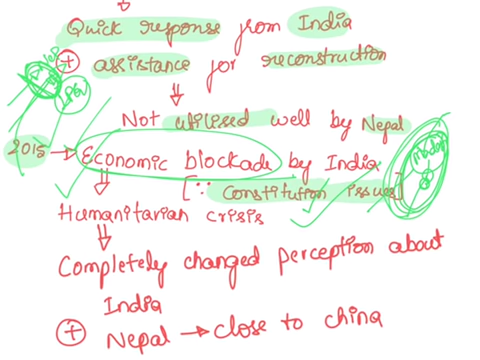 Quick response from India
⊕ assistance for reconstruction
⇓
Not utilised well by Nepal
2015 → Economic blockade by India
⇓ [∵ Constitution issues]
Humanitarian crisis
⇓
Completely changed perception about
India
⊕ Nepal → close to china